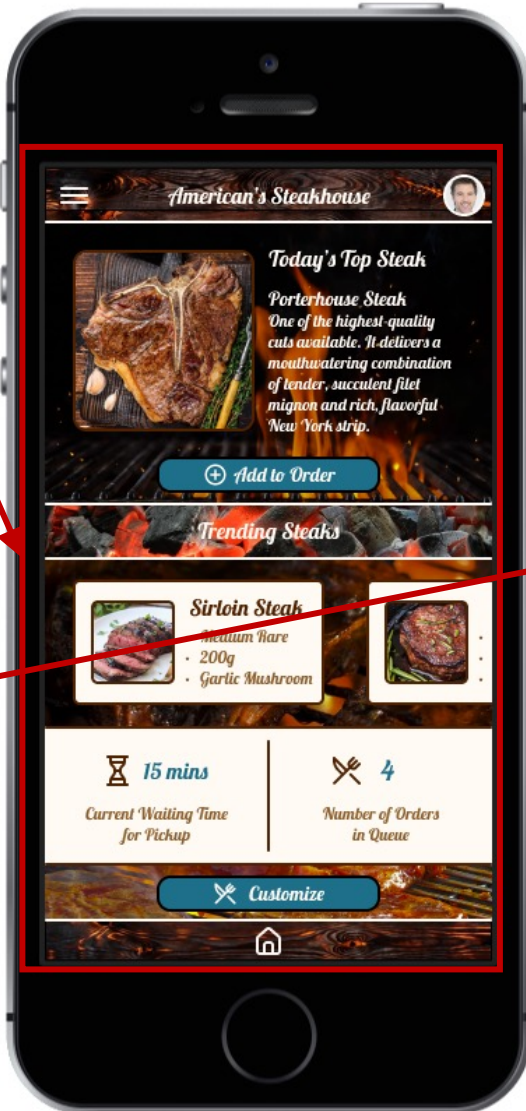 American's Steakhouse
Today's Top Steak
Porterhouse Steak
One of the highest-quality
cuts available. It delivers a
mouthwatering combination
of tender, succulent filet
mignon and rich, flavorful
New York strip.
Add to Order
Trending Steaks
Sirloin Steak
· Medium Rare
· 200g
· Garlic Mushroom
15 mins
Current Waiting Time
for Pickup
4
Number of Orders
in Queue
Customize